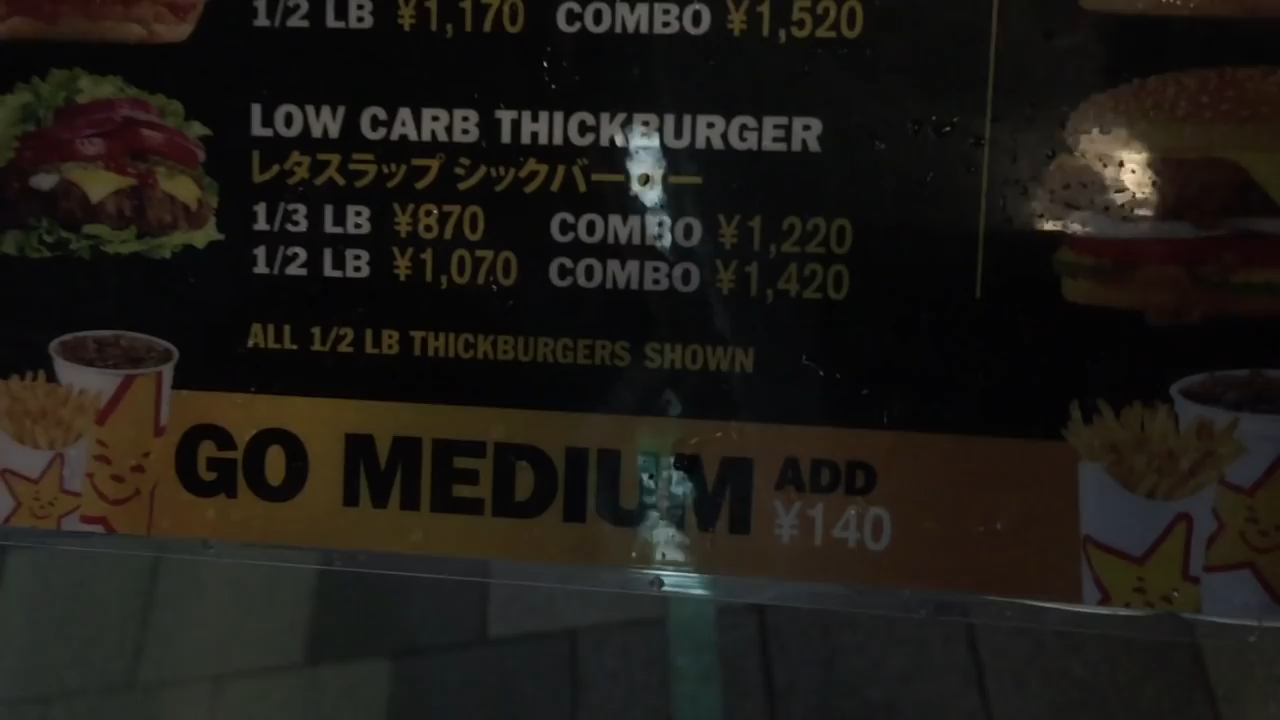 1/2 LB ¥1,170 COMBO ¥1,520
LOW CARB THICKBURGER
レタスラップ シックバーガー
1/3 LB ¥870 COMBO ¥1,220
1/2 LB ¥1,070 COMBO ¥1,420
ALL 1/2 LB THICKBURGERS SHOWN
GO MEDIUM ADD
¥140